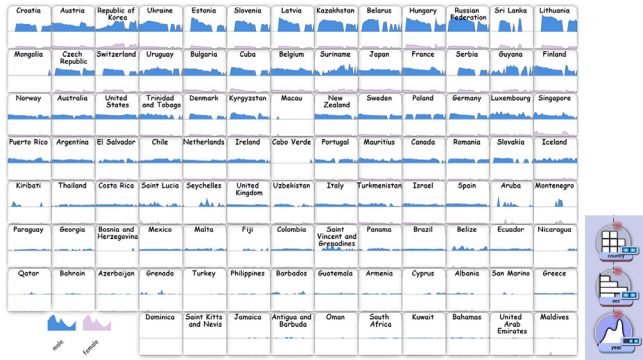 Croatia Austria Republic of Korea Ukraine Estonia Slovenia Latvia Kazakhstan Belarus Hungary Russian Federation Sri Lanka Lithuania
Mongolia Czech Republic Switzerland Uruguay Bulgaria Cuba Belgium Suriname Japan France Serbia Guyana Finland
Norway Australia United States Trinidad and Tobago Denmark Kyrgyzstan Macau New Zealand Sweden Poland Germany Luxembourg Singapore
Puerto Rico Argentina El Salvador Chile Netherlands Ireland Cabo Verde Portugal Mauritius Canada Romania Slovakia Iceland
Kiribati Thailand Costa Rica Saint Lucia Seychelles United Kingdom Uzbekistan Italy Turkmenistan Israel Spain Aruba Montenegro
Paraguay Georgia Bosnia and Herzegovina Mexico Malta Fiji Colombia Saint Vincent and Grenadines Panama Brazil Belize Ecuador Nicaragua
Qatar Bahrain Azerbaijan Grenada Turkey Philippines Barbados Guatemala Armenia Cyprus Albania San Marino Greece
Dominica Saint Kitts and Nevis Jamaica Antigua and Barbuda Oman South Africa Kuwait Bahamas United Arab Emirates Maldives
male female
country
sex
year